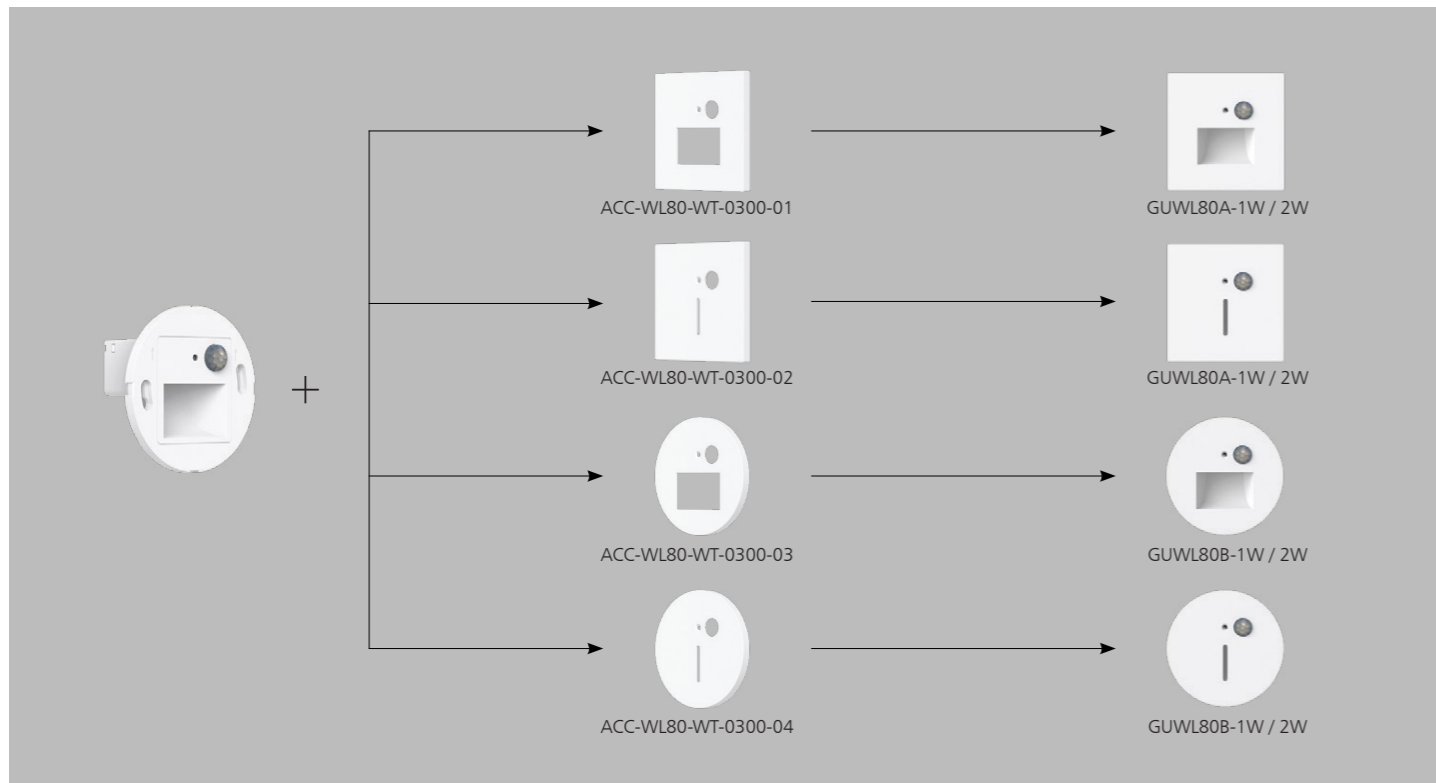 ACC-WL80-WT-0300-01
GUWL80A-1W / 2W
ACC-WL80-WT-0300-02
GUWL80A-1W / 2W
ACC-WL80-WT-0300-03
GUWL80B-1W / 2W
ACC-WL80-WT-0300-04
GUWL80B-1W / 2W